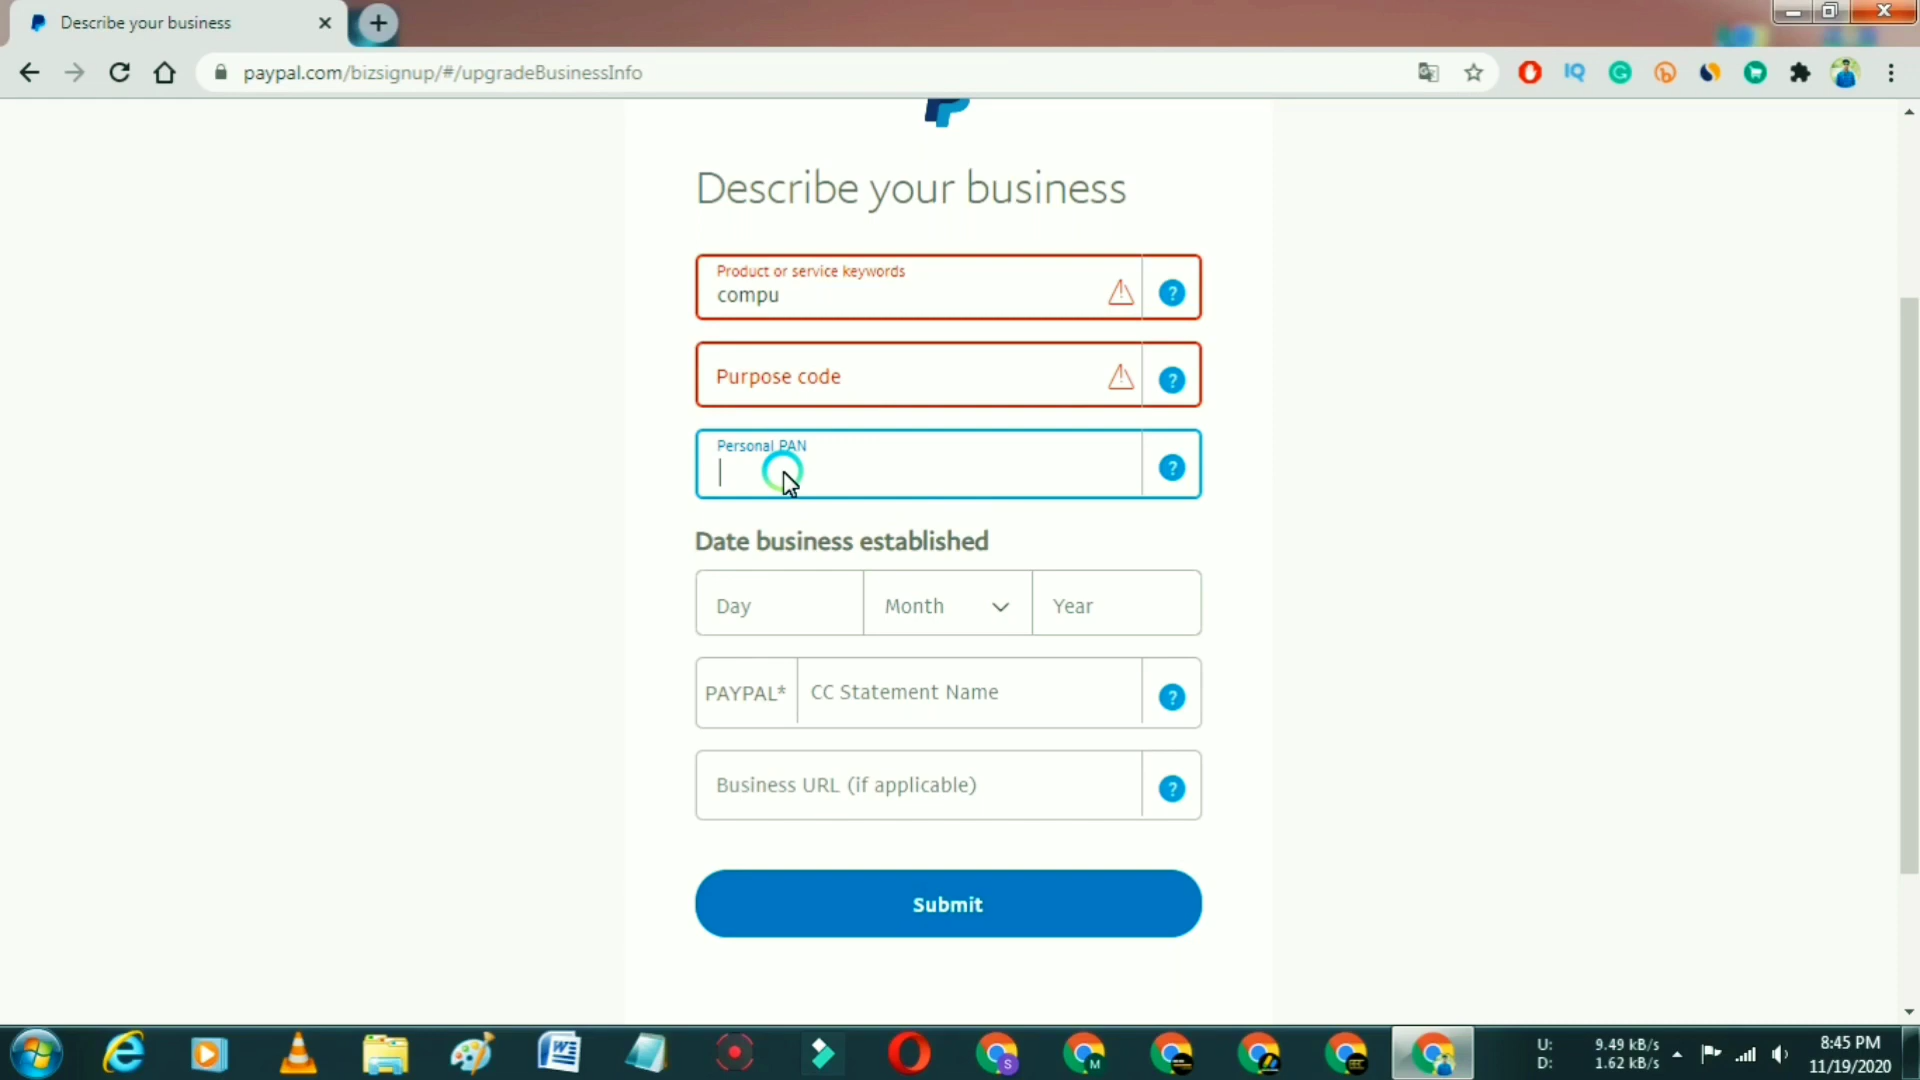 Describe your business
paypal.com/bizsignup/#/upgradeBusinessInfo
Describe your business
Product or service keywords
compu
Purpose code
Personal PAN
Date business established
Day
Month
Year
PAYPAL*
CC Statement Name
Business URL (if applicable)
Submit
U: 9.49 kB/s
D: 1.62 kB/s
8:45 PM
11/19/2020